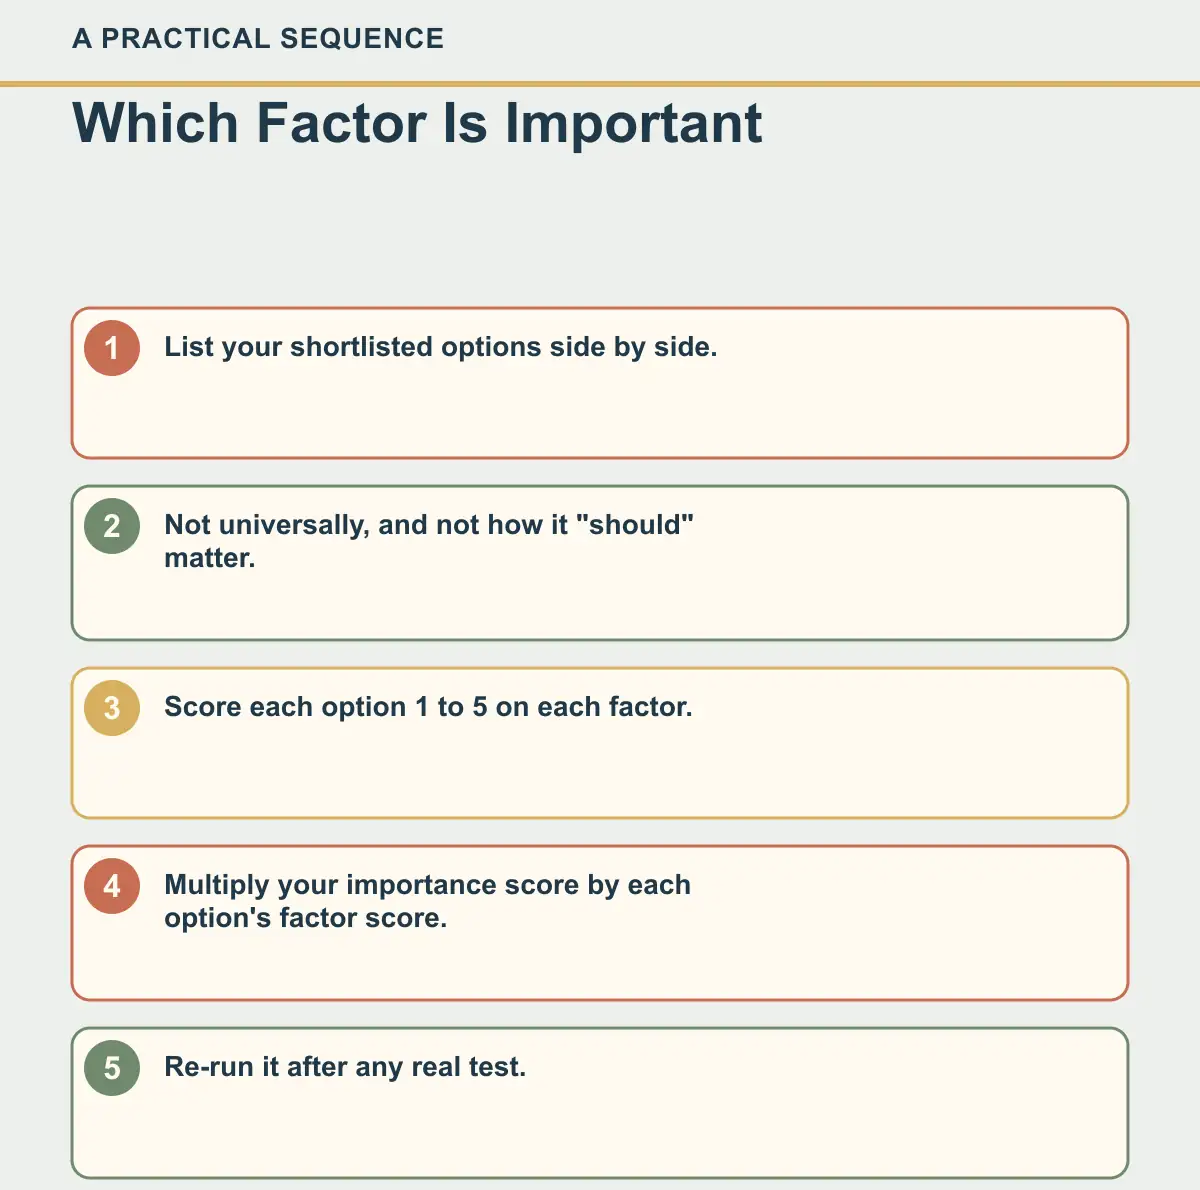 A PRACTICAL SEQUENCE
Which Factor Is Important
1 List your shortlisted options side by side.
2 Not universally, and not how it "should"
matter.
3 Score each option 1 to 5 on each factor.
4 Multiply your importance score by each
option's factor score.
5 Re-run it after any real test.